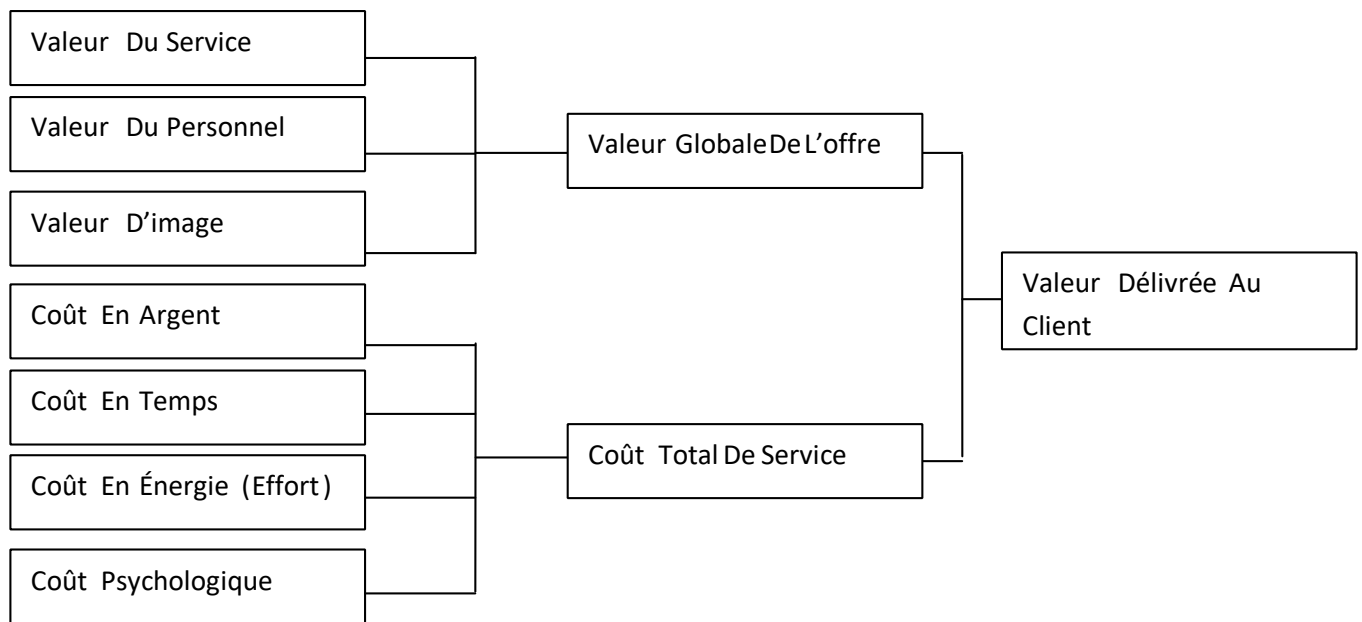 Valeur Du Service
Valeur Du Personnel
Valeur D’image
Coût En Argent
Coût En Temps
Coût En Énergie (Effort)
Coût Psychologique
Valeur Globale De L’offre
Coût Total De Service
Valeur Délivrée Au
Client